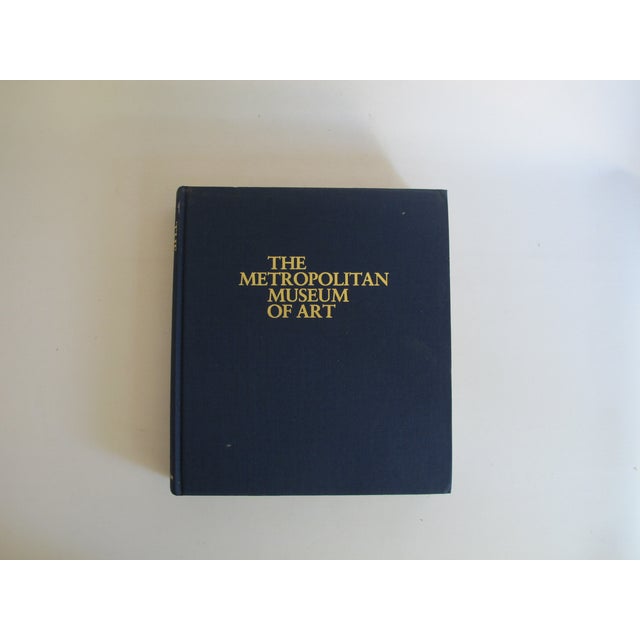 THE
METROPOLITAN
MUSEUM
OF ART